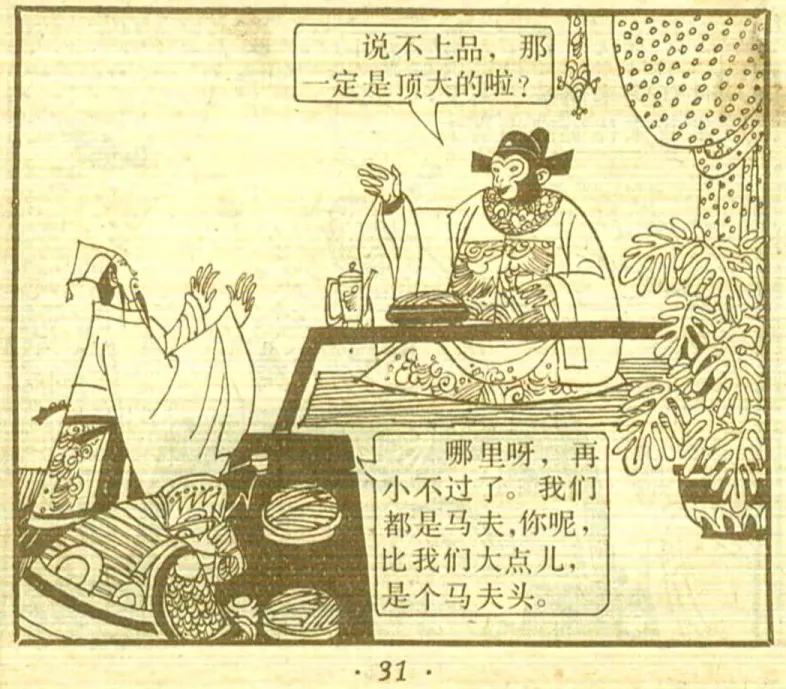 说不上品，那
一定是顶大的啦？
哪里呀，再
小不过了。我们
都是马夫,你呢，
比我们大点儿，
是个马夫头。
· 31 ·